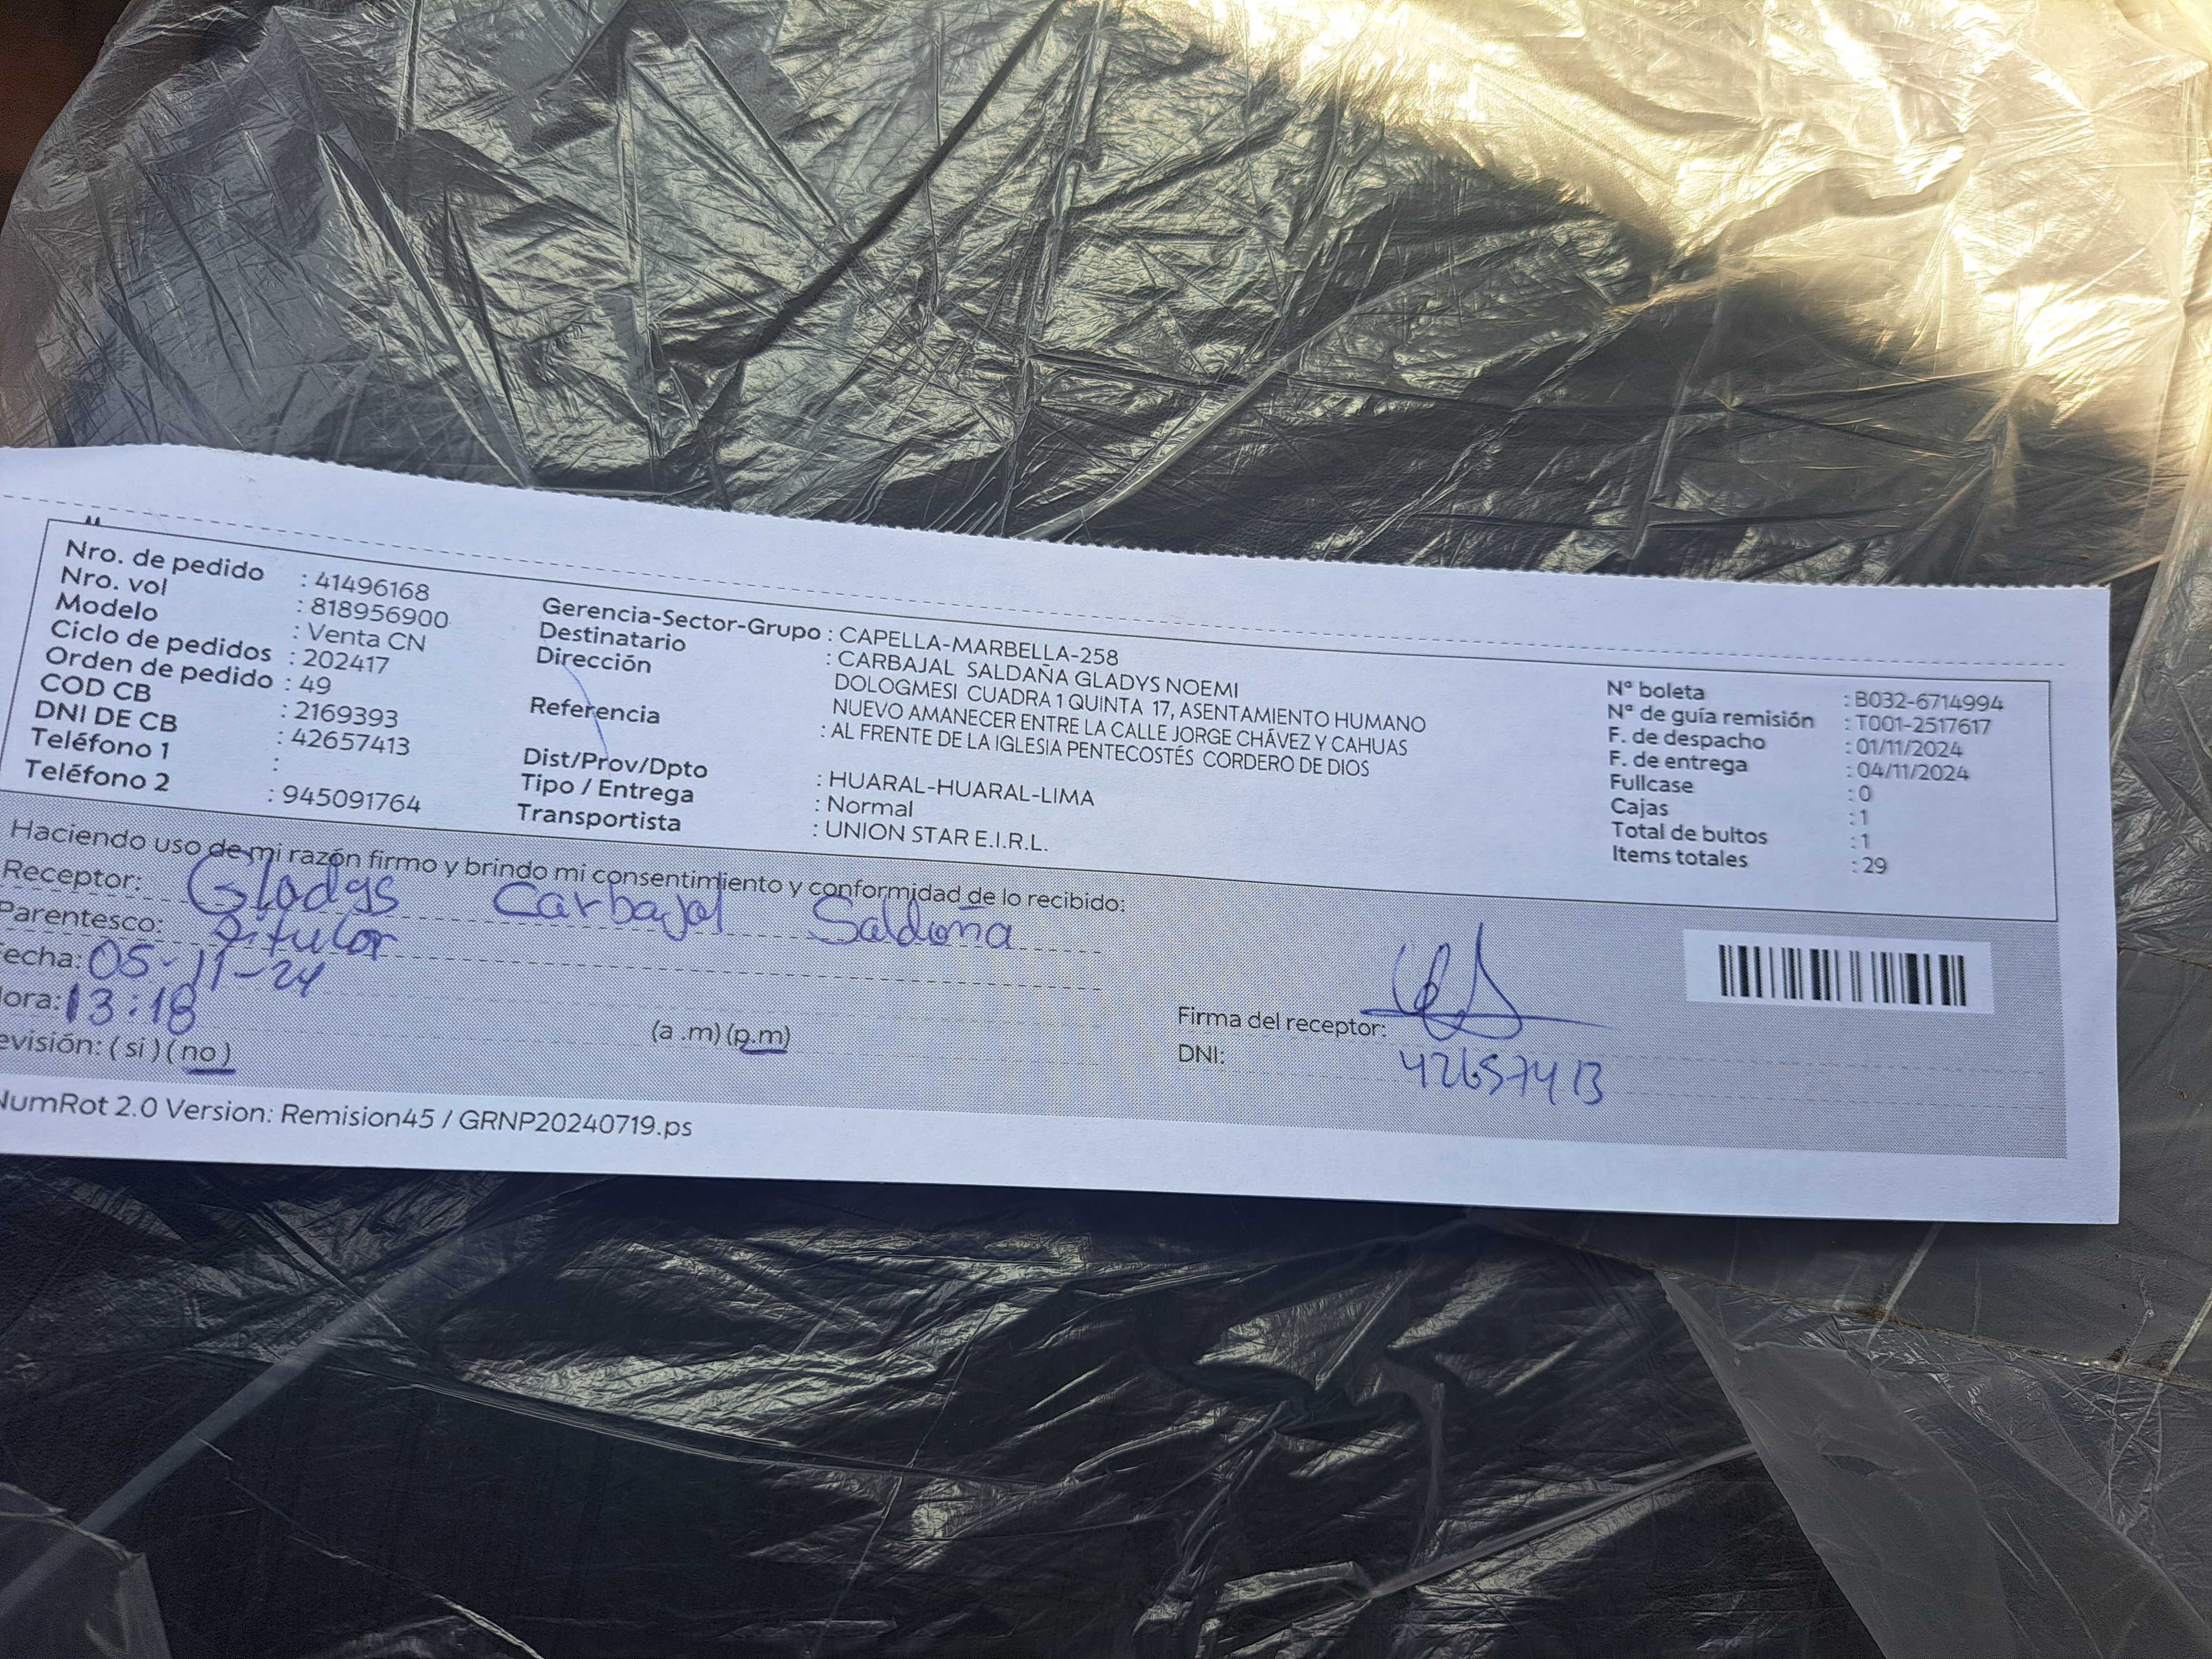 Nro. de pedido : 41496168
Nro. vol : 818956900
Modelo : Venta CN
Ciclo de pedidos : 202417
Orden de pedido : 49
COD CB : 2169393
DNI DE CB : 42657413
Teléfono 1 :
Teléfono 2 : 945091764
Gerencia-Sector-Grupo : CAPELLA-MARBELLA-258
Destinatario : CARBAJAL SALDAÑA GLADYS NOEMI
Dirección DOLOGMESI CUADRA 1 QUINTA 17, ASENTAMIENTO HUMANO
NUEVO AMANECER ENTRE LA CALLE JORGE CHÁVEZ Y CAHUAS
Referencia : AL FRENTE DE LA IGLESIA PENTECOSTÉS CORDERO DE DIOS
Dist/Prov/Dpto : HUARAL-HUARAL-LIMA
Tipo / Entrega : Normal
Transportista : UNION STAR E.I.R.L.
N° boleta : B032-6714994
N° de guía remisión : T001-2517617
F. de despacho : 01/11/2024
F. de entrega : 04/11/2024
Fullcase : 0
Cajas : 1
Total de bultos : 1
Items totales : 29
Haciendo uso de mi razón firmo y brindo mi consentimiento y conformidad de lo recibido:
Receptor: Gladys Carbajal Saldaña
Parentesco: Titular
echa: 05-11-24
ora: 13:18 (a .m) (p.m)
evisión: ( si ) ( no )
Firma del receptor:
DNI: 42657413
NumRot 2.0 Version: Remision45 / GRNP20240719.ps